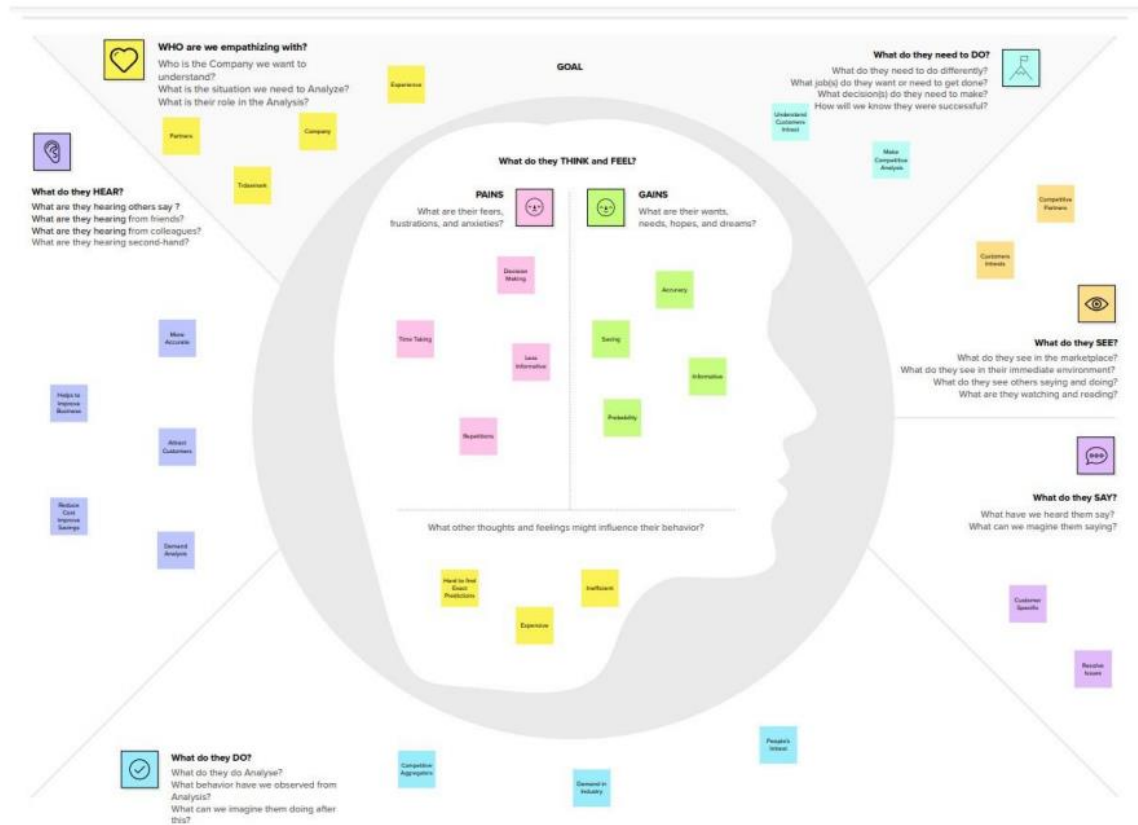 WHO are we empathizing with?
Who is the Company we want to
understand?
What is the situation we need to Analyze?
What is their role in the Analysis?
Partners
Company
Experience
GOAL
What do they need to DO?
What do they need to do differently?
What job(s) do they want or need to get done?
What decision(s) do they need to make?
How will we know they were successful?
Understand
Customers
Intrest
Make
Competitive
Analysis
What do they HEAR?
What are they hearing others say ?
What are they hearing from friends?
What are they hearing from colleagues?
What are they hearing second-hand?
More
Accurate
Helps to
Improve
Business
Attract
Customers
Reduce
Cost
Improve
Savings
Demand
Analysis
What do they THINK and FEEL?
PAINS
What are their fears,
frustrations, and anxieties?
Decision
Making
Time Taking
Less
Informative
Repetitions
GAINS
What are their wants,
needs, hopes, and dreams?
Accuracy
Saving
Informative
Probability
What other thoughts and feelings might influence their behavior?
Hard to find
Exact
Predictions
Inefficient
Expensive
Competitive
Partners
Customers
Intrests
What do they SEE?
What do they see in the marketplace?
What do they see in their immediate environment?
What do they see others saying and doing?
What are they watching and reading?
What do they SAY?
What have we heard them say?
What can we magine them saying?
Customer
Specific
Resolve
Issues
What do they DO?
What do they do Analyse?
What behavior have we observed from
Analysis?
What can we imagine them doing after
this?
Competitive
Aggregators
Demand in
Industry
People's
Intrest